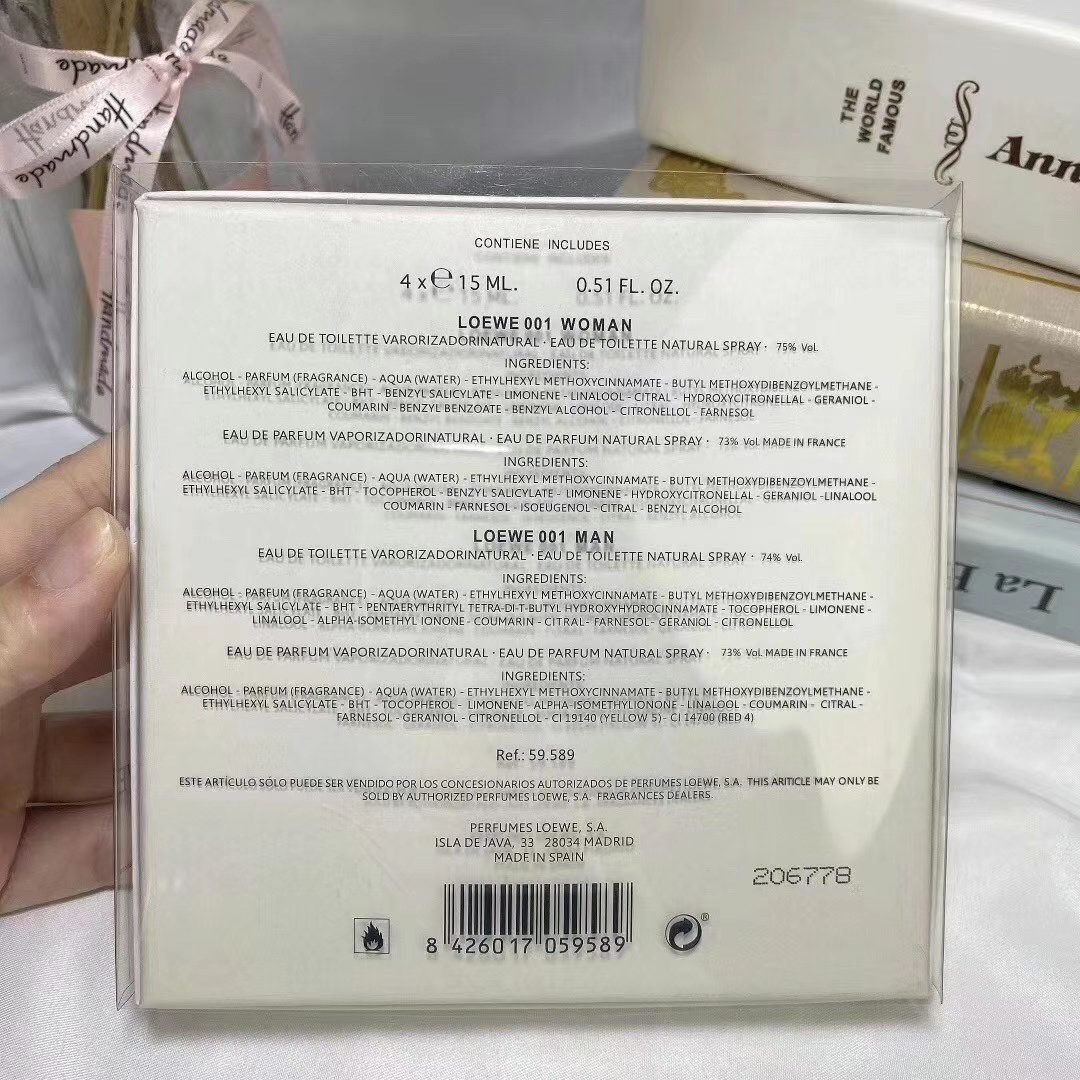 Handmade
Handmade
THE
WORLD
FAMOUS
Ann
La
CONTIENE INCLUDES
4 x ℮ 15 ML. 0.51 FL. OZ.
LOEWE 001 WOMAN
EAU DE TOILETTE VARORIZADORINATURAL · EAU DE TOILETTE NATURAL SPRAY · 75% Vol.
INGREDIENTS:
ALCOHOL - PARFUM (FRAGRANCE) - AQUA (WATER) - ETHYLHEXYL METHOXYCINNAMATE - BUTYL METHOXYDIBENZOYLMETHANE -
ETHYLHEXYL SALICYLATE - BHT - BENZYL SALICYLATE - LIMONENE - LINALOOL - CITRAL - HYDROXYCITRONELLAL - GERANIOL -
COUMARIN - BENZYL BENZOATE - BENZYL ALCOHOL - CITRONELLOL - FARNESOL
EAU DE PARFUM VAPORIZADORINATURAL · EAU DE PARFUM NATURAL SPRAY · 73% Vol. MADE IN FRANCE
INGREDIENTS:
ALCOHOL - PARFUM (FRAGRANCE) - AQUA (WATER) - ETHYLHEXYL METHOXYCINNAMATE - BUTYL METHOXYDIBENZOYLMETHANE -
ETHYLHEXYL SALICYLATE - BHT - TOCOPHEROL - BENZYL SALICYLATE - LIMONENE - HYDROXYCITRONELLAL - GERANIOL -LINALOOL
COUMARIN - FARNESOL - ISOEUGENOL - CITRAL - BENZYL ALCOHOL
LOEWE 001 MAN
EAU DE TOILETTE VARORIZADORINATURAL · EAU DE TOILETTE NATURAL SPRAY · 74% Vol.
INGREDIENTS:
ALCOHOL - PARFUM (FRAGRANCE) - AQUA (WATER) - ETHYLHEXYL METHOXYCINNAMATE - BUTYL METHOXYDIBENZOYLMETHANE -
ETHYLHEXYL SALICYLATE - BHT - PENTAERYTHRITYL TETRA-DI-T-BUTYL HYDROXYHYDROCINNAMATE - TOCOPHEROL - LIMONENE -
LINALOOL - ALPHA-ISOMETHYL IONONE - COUMARIN - CITRAL- FARNESOL- GERANIOL - CITRONELLOL
EAU DE PARFUM VAPORIZADORINATURAL · EAU DE PARFUM NATURAL SPRAY · 73% Vol. MADE IN FRANCE
INGREDIENTS:
ALCOHOL - PARFUM (FRAGRANCE) - AQUA (WATER) - ETHYLHEXYL METHOXYCINNAMATE - BUTYL METHOXYDIBENZOYLMETHANE -
ETHYLHEXYL SALICYLATE - BHT - TOCOPHEROL - LIMONENE - ALPHA-ISOMETHYLIONONE - LINALOOL - COUMARIN - CITRAL -
FARNESOL - GERANIOL - CITRONELLOL - CI 19140 (YELLOW 5) - CI 14700 (RED 4)
Ref.: 59.589
ESTE ARTÍCULO SÓLO PUEDE SER VENDIDO POR LOS CONCESIONARIOS AUTORIZADOS DE PERFUMES LOEWE, S.A. THIS ARITICLE MAY ONLY BE
SOLD BY AUTHORIZED PERFUMES LOEWE, S.A. FRAGRANCES DEALERS.
PERFUMES LOEWE, S.A.
ISLA DE JAVA, 33 28034 MADRID
MADE IN SPAIN
206778
8 426017 059589
®
Handmade